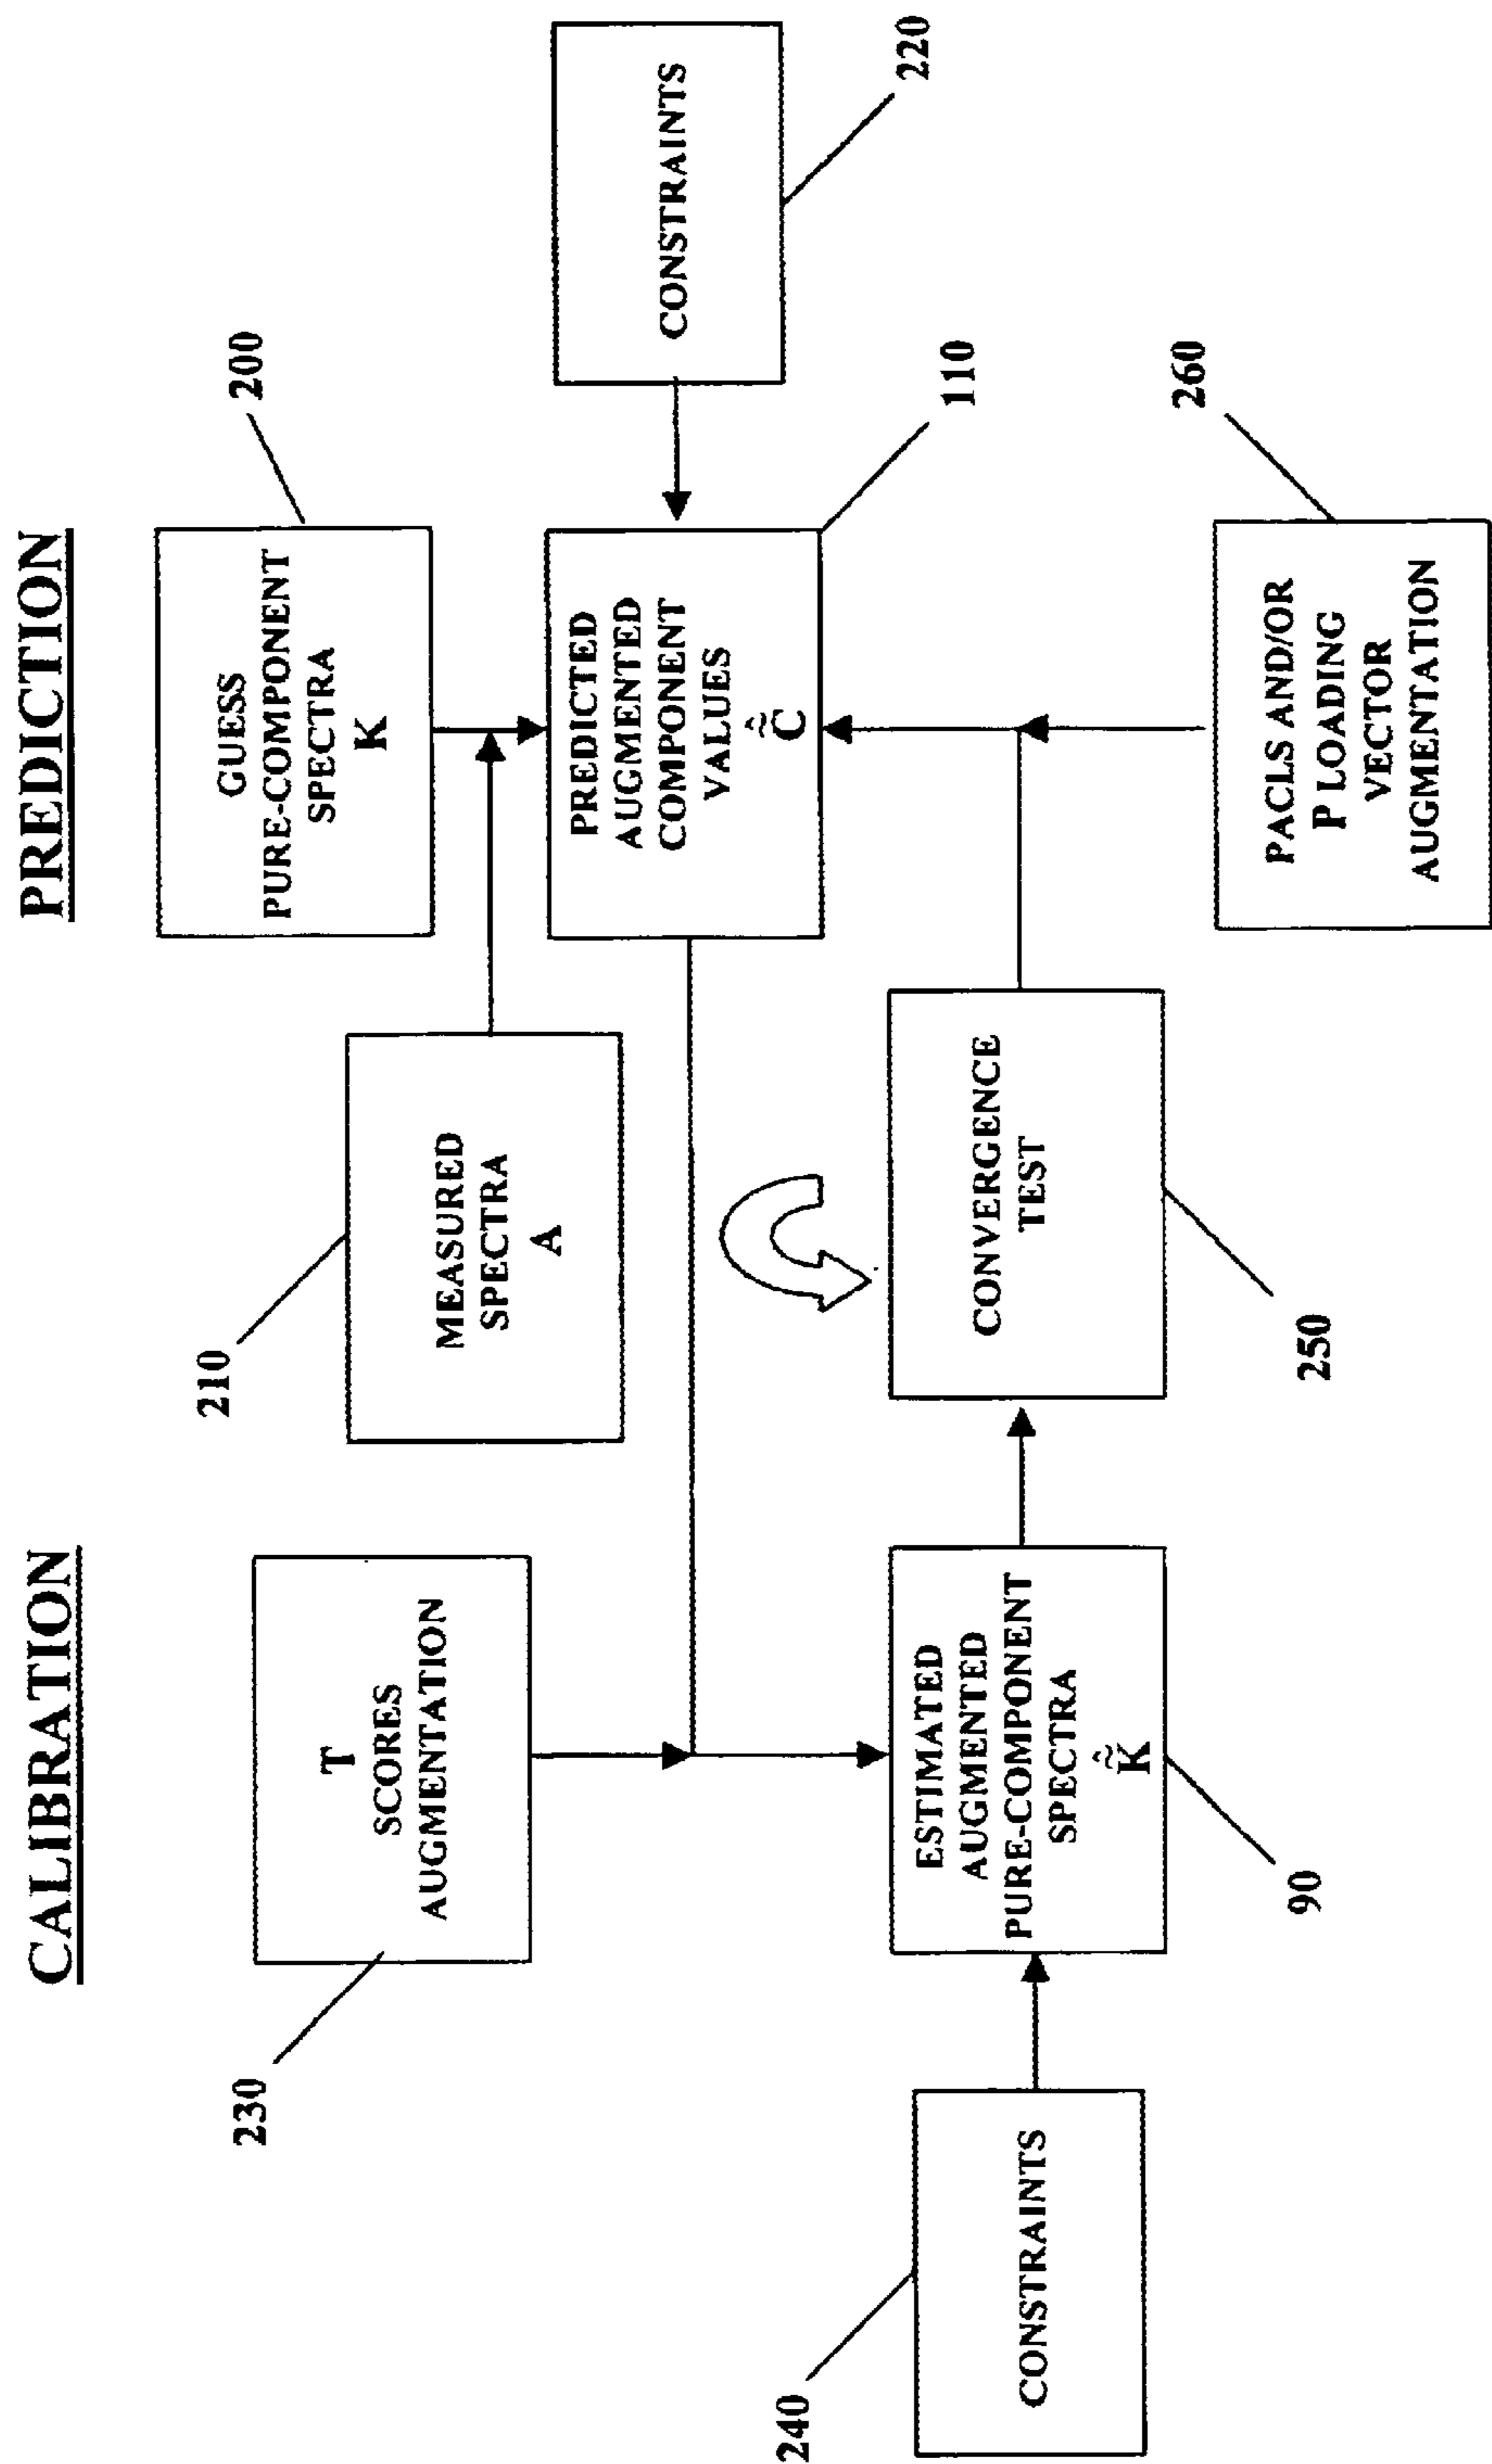 CALIBRATION
PREDICTION
230
T
SCORES
AUGMENTATION
210
MEASURED
SPECTRA
A
GUESS
PURE-COMPONENT
SPECTRA
K
200
PREDICTED
AUGMENTED
COMPONENT
VALUES
C̃
110
CONSTRAINTS
220
240
CONSTRAINTS
ESTIMATED
AUGMENTED
PURE-COMPONENT
SPECTRA
K̃
90
CONVERGENCE
TEST
250
PACLS AND/OR
P LOADING
VECTOR
AUGMENTATION
260